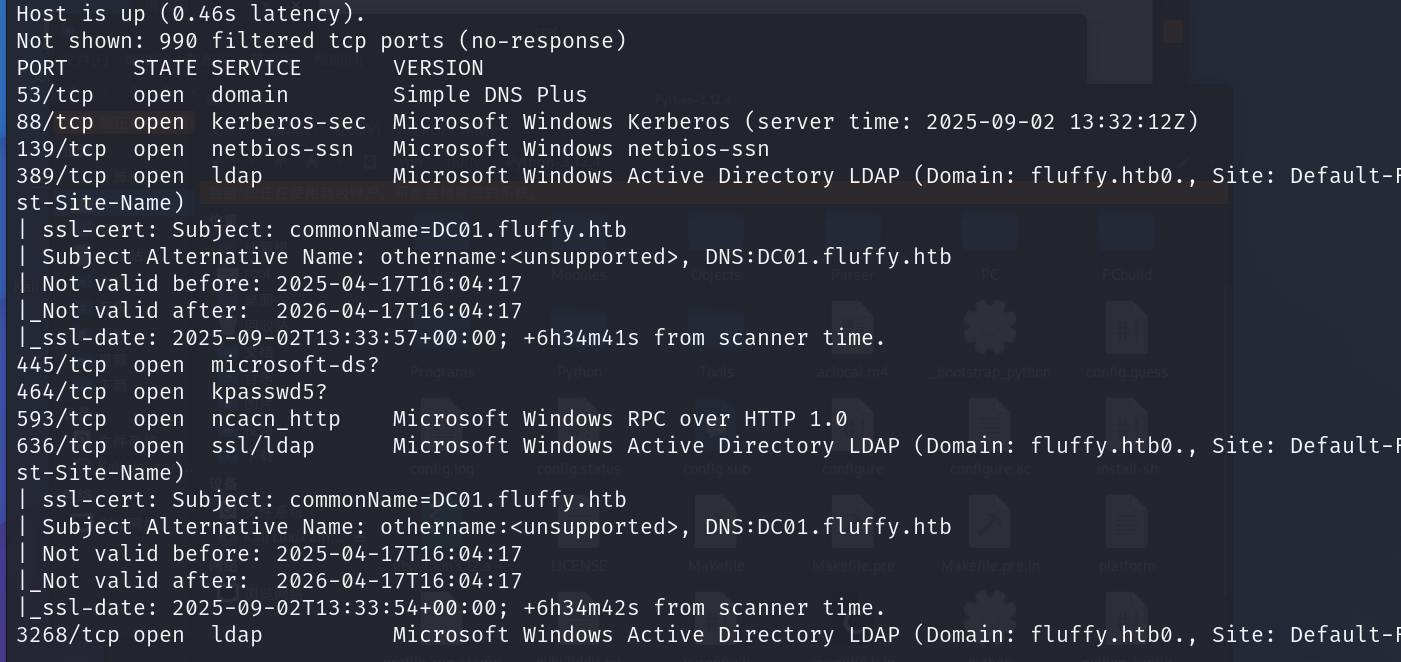 Host is up (0.46s latency).
Not shown: 990 filtered tcp ports (no-response)
PORT     STATE SERVICE       VERSION
53/tcp   open  domain        Simple DNS Plus
88/tcp   open  kerberos-sec  Microsoft Windows Kerberos (server time: 2025-09-02 13:32:12Z)
139/tcp  open  netbios-ssn   Microsoft Windows netbios-ssn
389/tcp  open  ldap          Microsoft Windows Active Directory LDAP (Domain: fluffy.htb0., Site: Default-F
st-Site-Name)
| ssl-cert: Subject: commonName=DC01.fluffy.htb
| Subject Alternative Name: othername:<unsupported>, DNS:DC01.fluffy.htb
| Not valid before: 2025-04-17T16:04:17
|_Not valid after:  2026-04-17T16:04:17
|_ssl-date: 2025-09-02T13:33:57+00:00; +6h34m41s from scanner time.
445/tcp  open  microsoft-ds?
464/tcp  open  kpasswd5?
593/tcp  open  ncacn_http    Microsoft Windows RPC over HTTP 1.0
636/tcp  open  ssl/ldap      Microsoft Windows Active Directory LDAP (Domain: fluffy.htb0., Site: Default-F
st-Site-Name)
| ssl-cert: Subject: commonName=DC01.fluffy.htb
| Subject Alternative Name: othername:<unsupported>, DNS:DC01.fluffy.htb
| Not valid before: 2025-04-17T16:04:17
|_Not valid after:  2026-04-17T16:04:17
|_ssl-date: 2025-09-02T13:33:54+00:00; +6h34m42s from scanner time.
3268/tcp open  ldap          Microsoft Windows Active Directory LDAP (Domain: fluffy.htb0., Site: Default-F